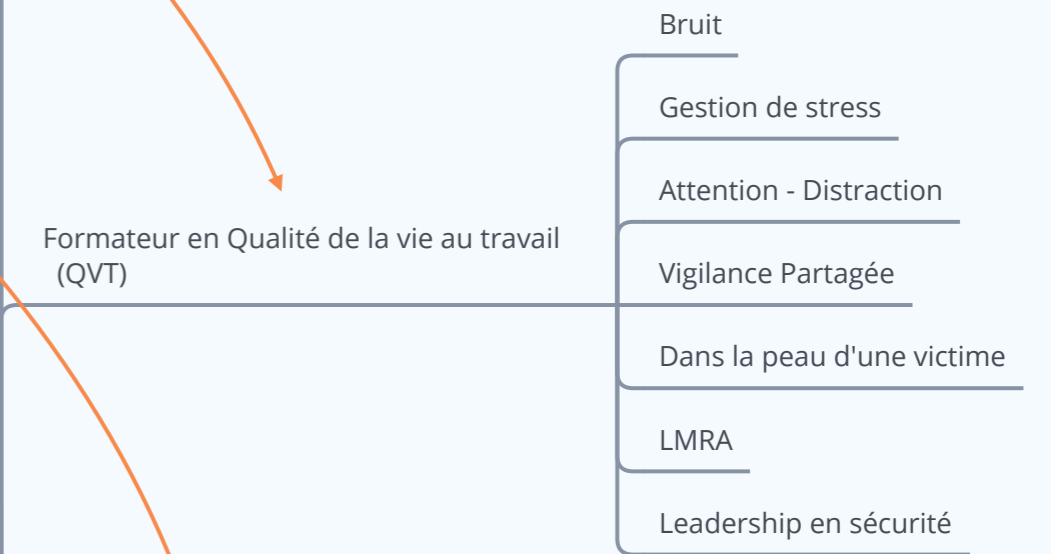 Bruit
Gestion de stress
Attention - Distraction
Formateur en Qualité de la vie au travail
(QVT)
Vigilance Partagée
Dans la peau d'une victime
LMRA
Leadership en sécurité